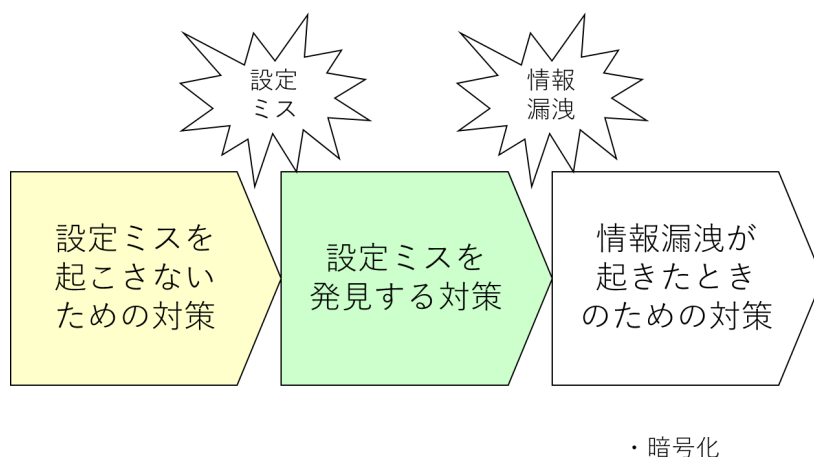 設定
ミス
情報
漏洩
設定ミスを
起こさない
ための対策
設定ミスを
発見する対策
情報漏洩が
起きたとき
のための対策
・暗号化